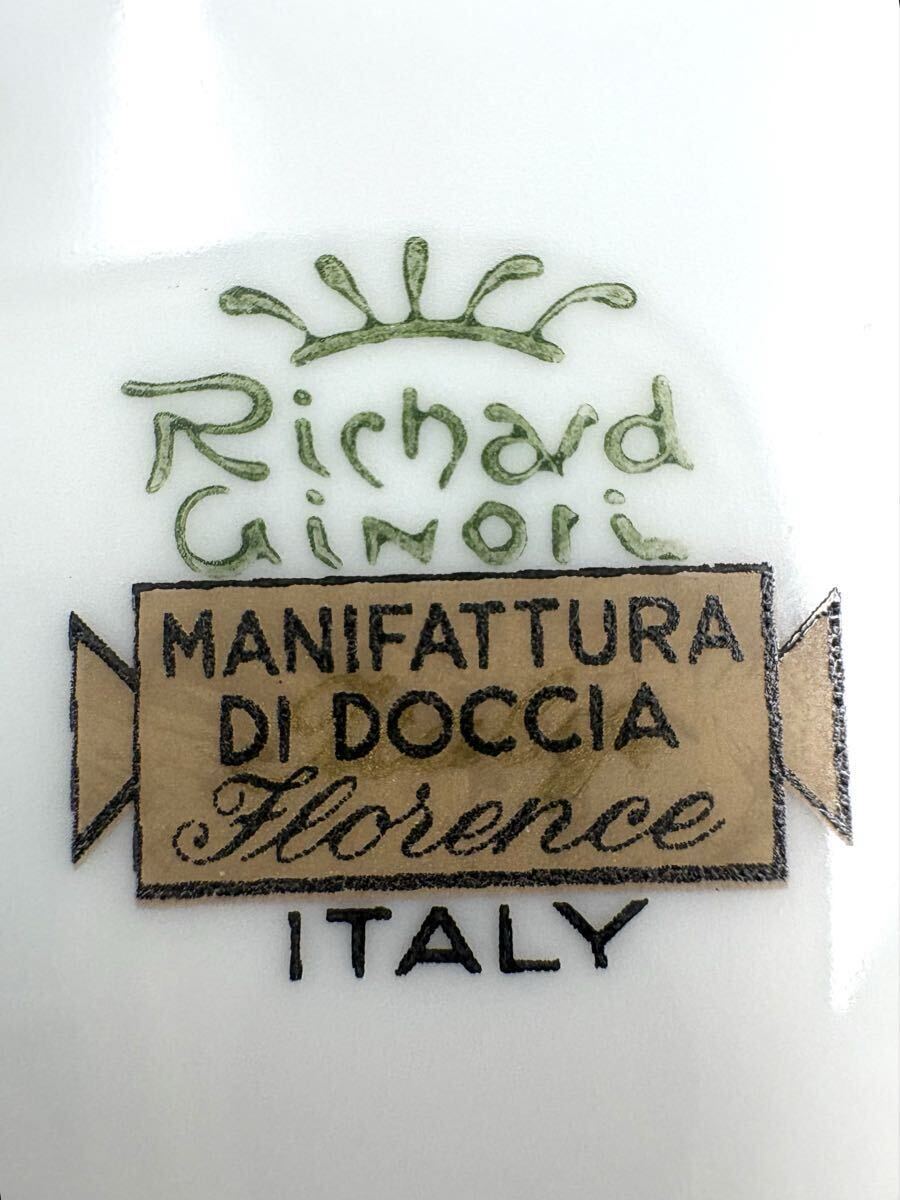 Richard
Ginori
MANIFATTURA
DI DOCCIA
Florence
ITALY